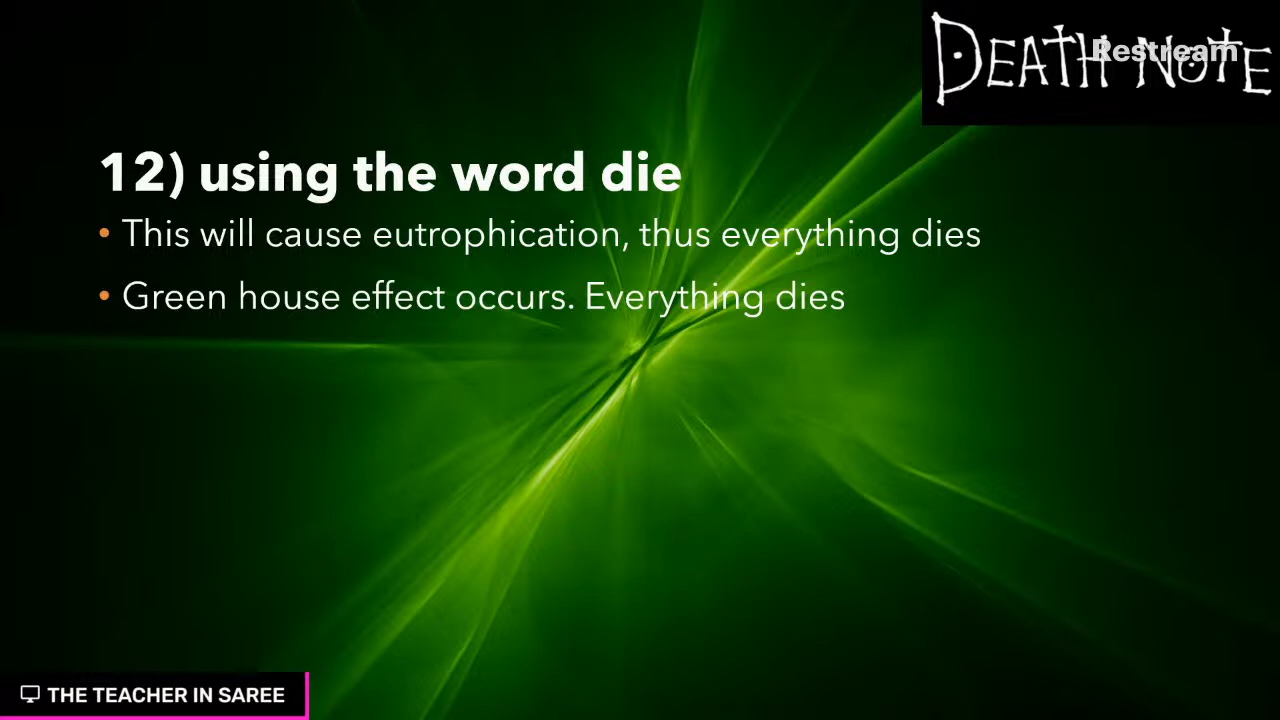 DEATH NOTE
Restream
12) using the word die
• This will cause eutrophication, thus everything dies
• Green house effect occurs. Everything dies
THE TEACHER IN SAREE